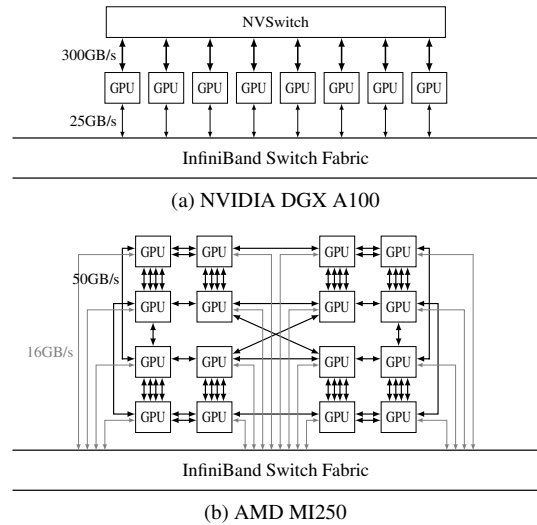 NVSwitch
300GB/s
GPU GPU GPU GPU GPU GPU GPU GPU
25GB/s
InfiniBand Switch Fabric
(a) NVIDIA DGX A100
GPU GPU GPU GPU
50GB/s
GPU GPU GPU GPU
16GB/s
GPU GPU GPU GPU
GPU GPU GPU GPU
InfiniBand Switch Fabric
(b) AMD MI250